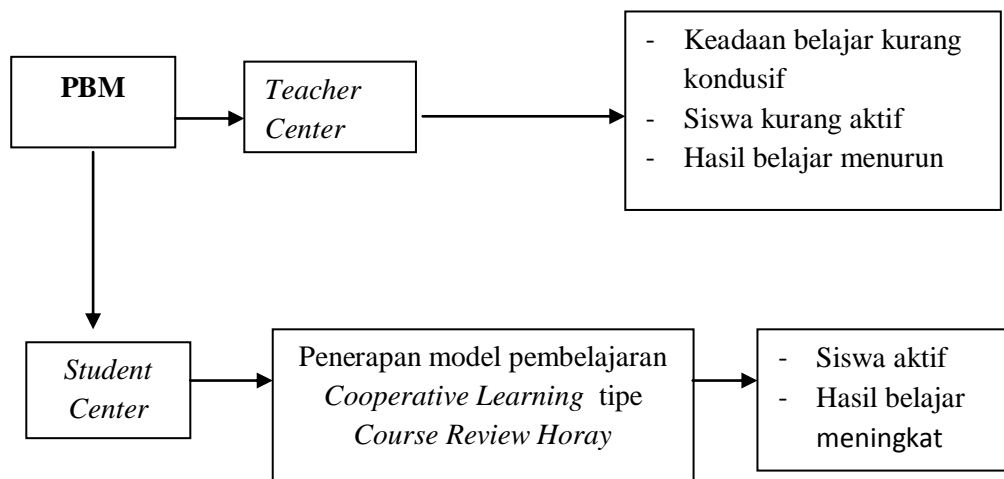 PBM
Teacher
Center
- Keadaan belajar kurang
kondusif
- Siswa kurang aktif
- Hasil belajar menurun
Student
Center
Penerapan model pembelajaran
Cooperative Learning tipe
Course Review Horay
- Siswa aktif
- Hasil belajar
meningkat